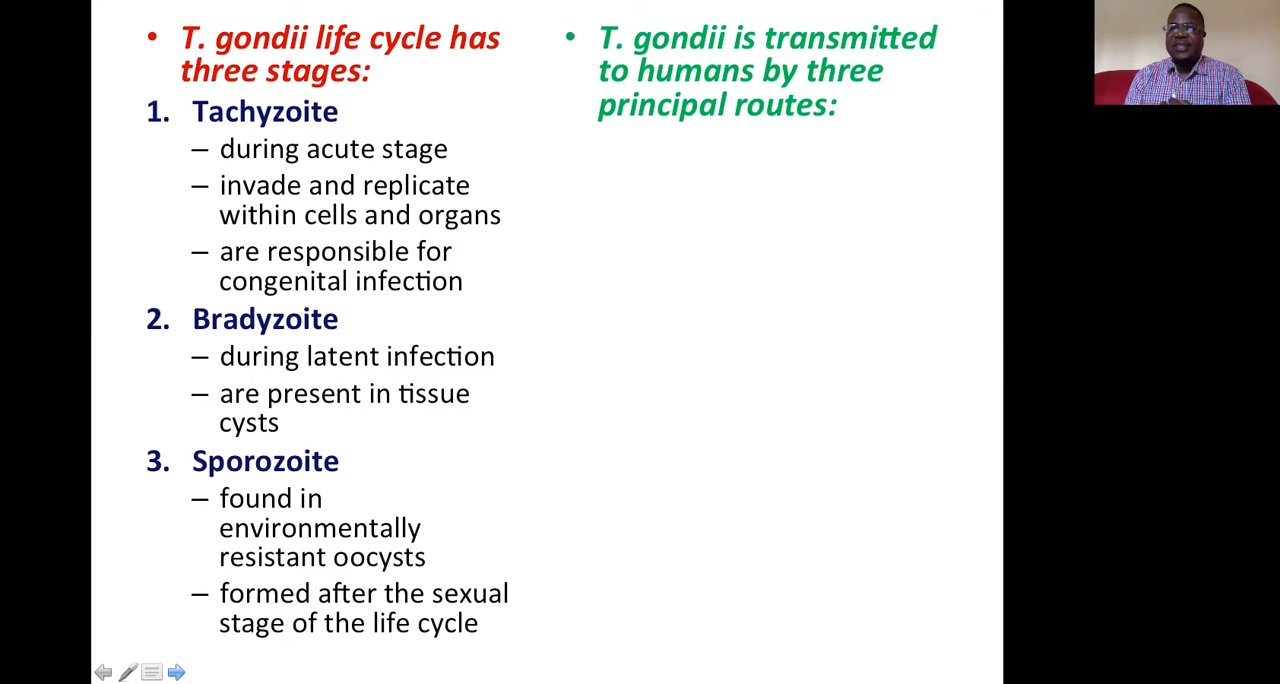 • T. gondii life cycle has
three stages:
1. Tachyzoite
– during acute stage
– invade and replicate
within cells and organs
– are responsible for
congenital infection
2. Bradyzoite
– during latent infection
– are present in tissue
cysts
3. Sporozoite
– found in
environmentally
resistant oocysts
– formed after the sexual
stage of the life cycle
• T. gondii is transmitted
to humans by three
principal routes: